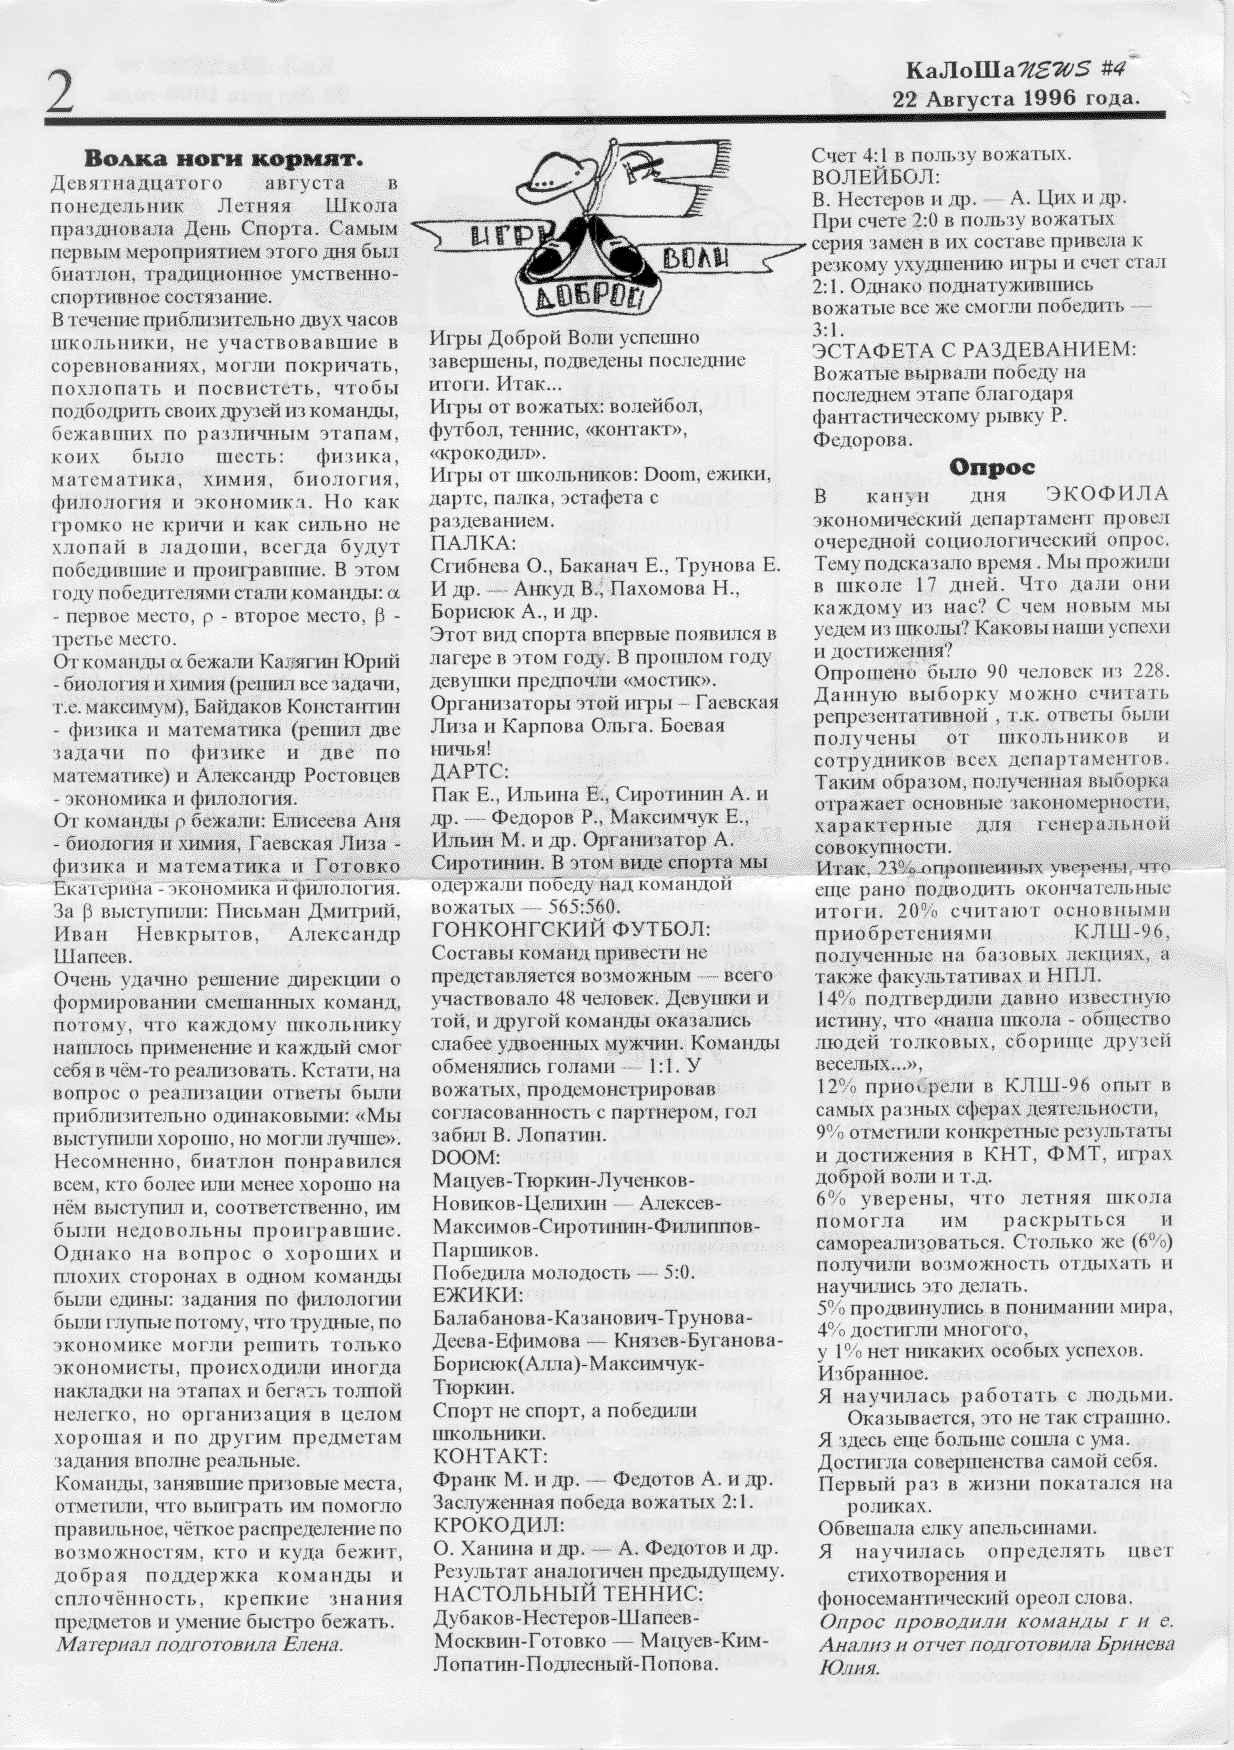 2
КаЛоШаNEWS #4
22 Августа 1996 года.
Волка ноги кормят.
Девятнадцатого августа в
понедельник Летняя Школа
праздновала День Спорта. Самым
первым мероприятием этого дня был
биатлон, традиционное умственно-
спортивное состязание.
В течение приблизительно двух часов
школьники, не участвовавшие в
соревнованиях, могли покричать,
похлопать и посвистеть, чтобы
подбодрить своих друзей из команды,
бежавших по различным этапам,
коих было шесть: физика,
математика, химия, биология,
филология и экономика. Но как
громко не кричи и как сильно не
хлопай в ладоши, всегда будут
победившие и проигравшие. В этом
году победителями стали команды: α
- первое место, ρ - второе место, β -
третье место.
От команды α бежали Калягин Юрий
- биология и химия (решил все задачи,
т.е. максимум), Байдаков Константин
- физика и математика (решил две
задачи по физике и две по
математике) и Александр Ростовцев
- экономика и филология.
От команды ρ бежали: Елисеева Аня
- биология и химия, Гаевская Лиза -
физика и математика и Готовко
Екатерина - экономика и филология.
За β выступили: Письман Дмитрий,
Иван Невкрытов, Александр
Шапеев.
Очень удачно решение дирекции о
формировании смешанных команд,
потому, что каждому школьнику
нашлось применение и каждый смог
себя в чём-то реализовать. Кстати, на
вопрос о реализации ответы были
приблизительно одинаковыми: «Мы
выступили хорошо, но могли лучше».
Несомненно, биатлон понравился
всем, кто более или менее хорошо на
нём выступил и, соответственно, им
были недовольны проигравшие.
Однако на вопрос о хороших и
плохих сторонах в одном команды
были едины: задания по филологии
были глупые потому, что трудные, по
экономике могли решить только
экономисты, происходили иногда
накладки на этапах и бегать толпой
нелегко, но организация в целом
хорошая и по другим предметам
задания вполне реальные.
Команды, занявшие призовые места,
отметили, что выиграть им помогло
правильное, чёткое распределение по
возможностям, кто и куда бежит,
добрая поддержка команды и
сплочённость, крепкие знания
предметов и умение быстро бежать.
Материал подготовила Елена.
ИГРЫ
ДОБРОЙ
ВОЛИ
Игры Доброй Воли успешно
завершены, подведены последние
итоги. Итак...
Игры от вожатых: волейбол,
футбол, теннис, «контакт»,
«крокодил».
Игры от школьников: Doom, ежики,
дартс, палка, эстафета с
раздеванием.
ПАЛКА:
Сгибнева О., Баканач Е., Трунова Е.
И др. — Анкуд В., Пахомова Н.,
Борисюк А., и др.
Этот вид спорта впервые появился в
лагере в этом году. В прошлом году
девушки предпочли «мостик».
Организаторы этой игры – Гаевская
Лиза и Карпова Ольга. Боевая
ничья!
ДАРТС:
Пак Е., Ильина Е., Сиротинин А. и
др. — Федоров Р., Максимчук Е.,
Ильин М. и др. Организатор А.
Сиротинин. В этом виде спорта мы
одержали победу над командой
вожатых — 565:560.
ГОНКОНГСКИЙ ФУТБОЛ:
Составы команд привести не
представляется возможным — всего
участвовало 48 человек. Девушки и
той, и другой команды оказались
слабее удвоенных мужчин. Команды
обменялись голами — 1:1. У
вожатых, продемонстрировав
согласованность с партнером, гол
забил В. Лопатин.
DOOM:
Мацуев-Тюркин-Лученков-
Новиков-Целихин — Алексев-
Максимов-Сиротинин-Филиппов-
Паршиков.
Победила молодость — 5:0.
ЕЖИКИ:
Балабанова-Казанович-Трунова-
Деева-Ефимова — Князев-Буганова-
Борисюк(Алла)-Максимчук-
Тюркин.
Спорт не спорт, а победили
школьники.
КОНТАКТ:
Франк М. и др. — Федотов А. и др.
Заслуженная победа вожатых 2:1.
КРОКОДИЛ:
О. Ханина и др. — А. Федотов и др.
Результат аналогичен предыдущему.
НАСТОЛЬНЫЙ ТЕННИС:
Дубаков-Нестеров-Шапеев-
Москвин-Готовко — Мацуев-Ким-
Лопатин-Подлесный-Попова.
Счет 4:1 в пользу вожатых.
ВОЛЕЙБОЛ:
В. Нестеров и др. — А. Цих и др.
При счете 2:0 в пользу вожатых
серия замен в их составе привела к
резкому ухудшению игры и счет стал
2:1. Однако поднатужившись
вожатые все же смогли победить —
3:1.
ЭСТАФЕТА С РАЗДЕВАНИЕМ:
Вожатые вырвали победу на
последнем этапе благодаря
фантастическому рывку Р.
Федорова.
Опрос
В канун дня ЭКОФИЛА
экономический департамент провел
очередной социологический опрос.
Тему подсказало время . Мы прожили
в школе 17 дней. Что дали они
каждому из нас? С чем новым мы
уедем из школы? Каковы наши успехи
и достижения?
Опрошено было 90 человек из 228.
Данную выборку можно считать
репрезентативной , т.к. ответы были
получены от школьников и
сотрудников всех департаментов.
Таким образом, полученная выборка
отражает основные закономерности,
характерные для генеральной
совокупности.
Итак, 23% опрошенных уверены, что
еще рано подводить окончательные
итоги. 20% считают основными
приобретениями КЛШ-96,
полученные на базовых лекциях, а
также факультативах и НПЛ.
14% подтвердили давно известную
истину, что «наша школа - общество
людей толковых, сборище друзей
веселых...»,
12% приобрели в КЛШ-96 опыт в
самых разных сферах деятельности,
9% отметили конкретные результаты
и достижения в КНТ, ФМТ, играх
доброй воли и т.д.
6% уверены, что летняя школа
помогла им раскрыться и
самореализоваться. Столько же (6%)
получили возможность отдыхать и
научились это делать.
5% продвинулись в понимании мира,
4% достигли многого,
у 1% нет никаких особых успехов.
Избранное.
Я научилась работать с людьми.
Оказывается, это не так страшно.
Я здесь еще больше сошла с ума.
Достигла совершенства самой себя.
Первый раз в жизни покатался на
роликах.
Обвешала елку апельсинами.
Я научилась определять цвет
стихотворения и
фоносемантический ореол слова.
Опрос проводили команды г и е.
Анализ и отчет подготовила Бринева
Юлия.